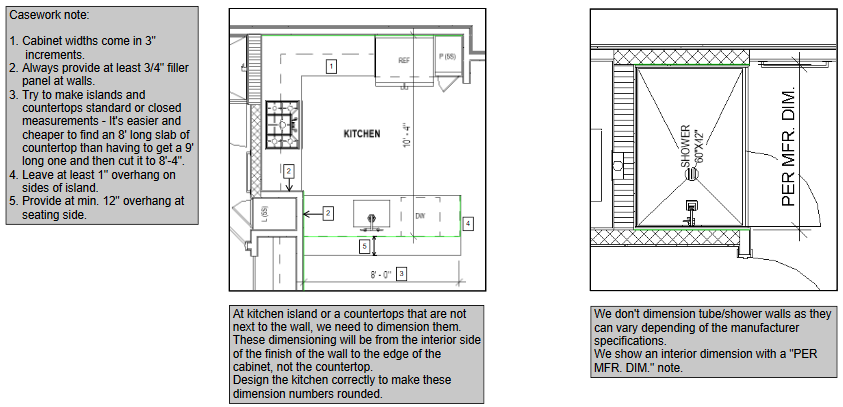 Casework note:
1. Cabinet widths come in 3"
increments.
2. Always provide at least 3/4" filler
panel at walls.
3. Try to make islands and
countertops standard or closed
measurements - It's easier and
cheaper to find an 8' long slab of
countertop than having to get a 9'
long one and then cut it to 8'-4".
4. Leave at least 1" overhang on
sides of island.
5. Provide at min. 12" overhang at
seating side.
1
REF
P (5S)
KITCHEN
10' - 4"
2
L (5S)
2
DW
4
5
8' - 0"
3
At kitchen island or a countertops that are not
next to the wall, we need to dimension them.
These dimensioning will be from the interior side
of the finish of the wall to the edge of the
cabinet, not the countertop.
Design the kitchen correctly to make these
dimension numbers rounded.
SHOWER
60"X42"
PER MFR. DIM.
We don't dimension tube/shower walls as they
can vary depending of the manufacturer
specifications.
We show an interior dimension with a "PER
MFR. DIM." note.